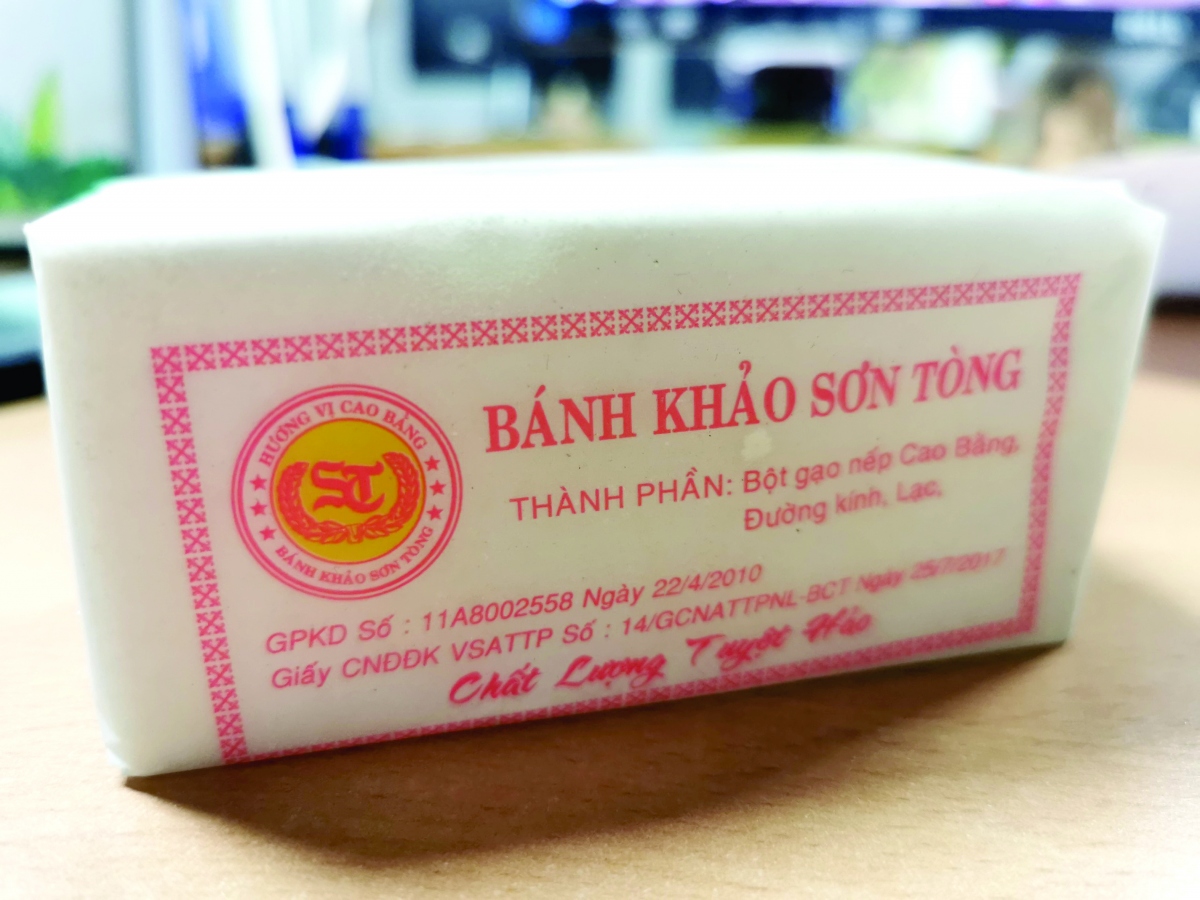 HƯƠNG VỊ CAO BẰNG
ST
BÁNH KHẢO SƠN TÒNG
BÁNH KHẢO SƠN TÒNG
THÀNH PHẦN: Bột gạo nếp Cao Bằng,
Đường kính, Lạc,
GPKD Số : 11A8002558 Ngày 22/4/2010
Giấy CNĐĐK VSATTP Số : 14/GCNATTPNL-BCT Ngày 25/7/2017
Chất Lượng Tuyệt Hảo